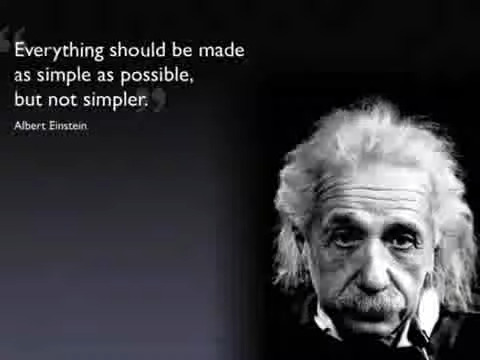 “Everything should be made
as simple as possible,
but not simpler.”
Albert Einstein